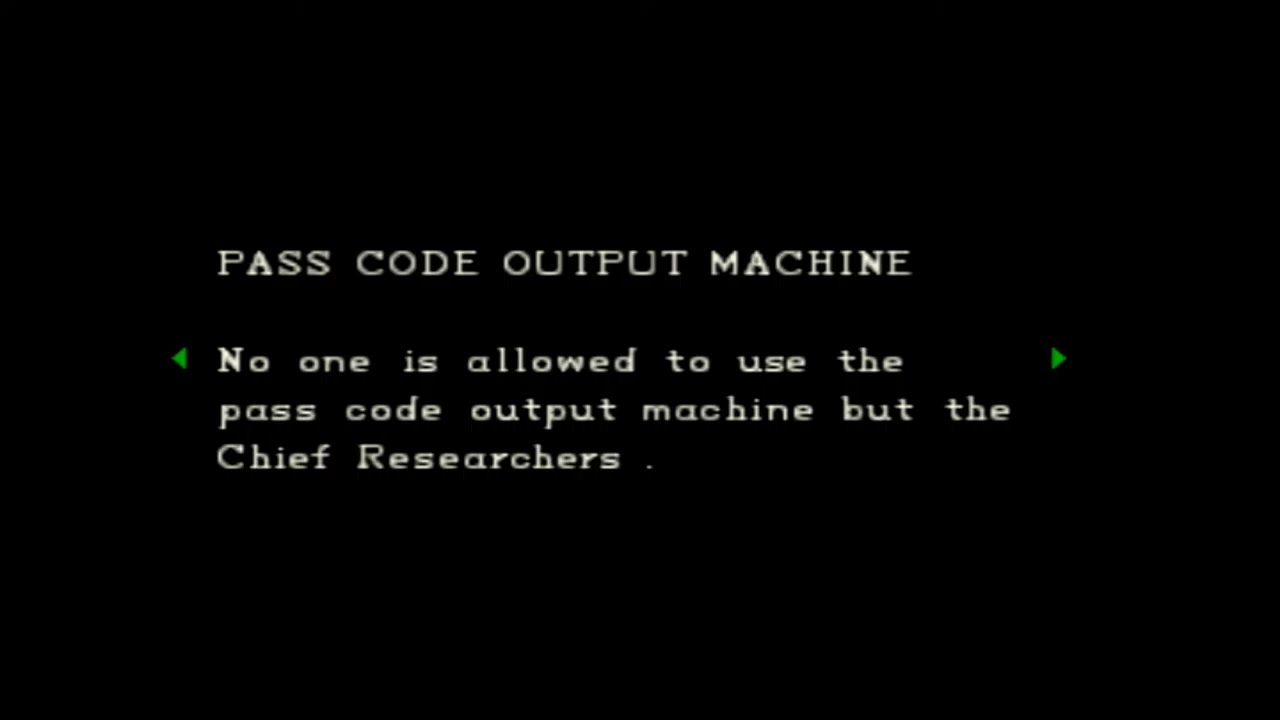 PASS CODE OUTPUT MACHINE
No one is allowed to use the
pass code output machine but the
Chief Researchers .